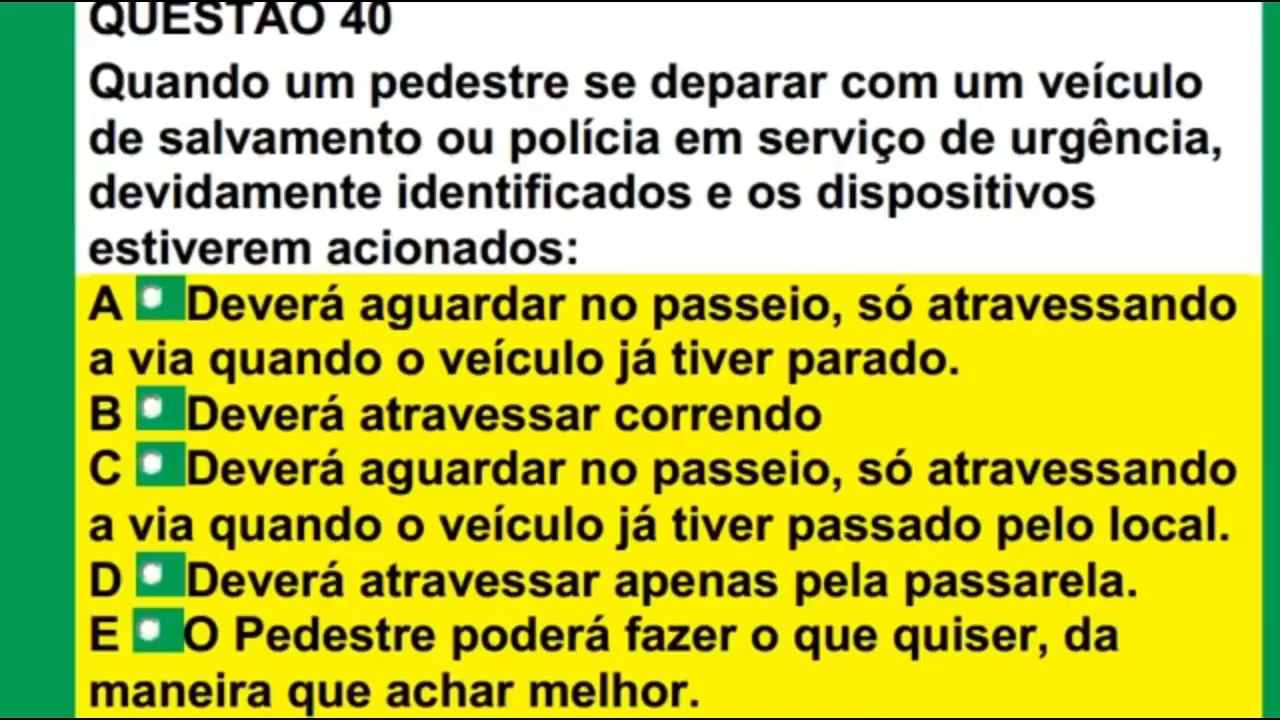 QUESTÃO 40
Quando um pedestre se deparar com um veículo
de salvamento ou polícia em serviço de urgência,
devidamente identificados e os dispositivos
estiverem acionados:
A Deverá aguardar no passeio, só atravessando
a via quando o veículo já tiver parado.
B Deverá atravessar correndo
C Deverá aguardar no passeio, só atravessando
a via quando o veículo já tiver passado pelo local.
D Deverá atravessar apenas pela passarela.
E O Pedestre poderá fazer o que quiser, da
maneira que achar melhor.